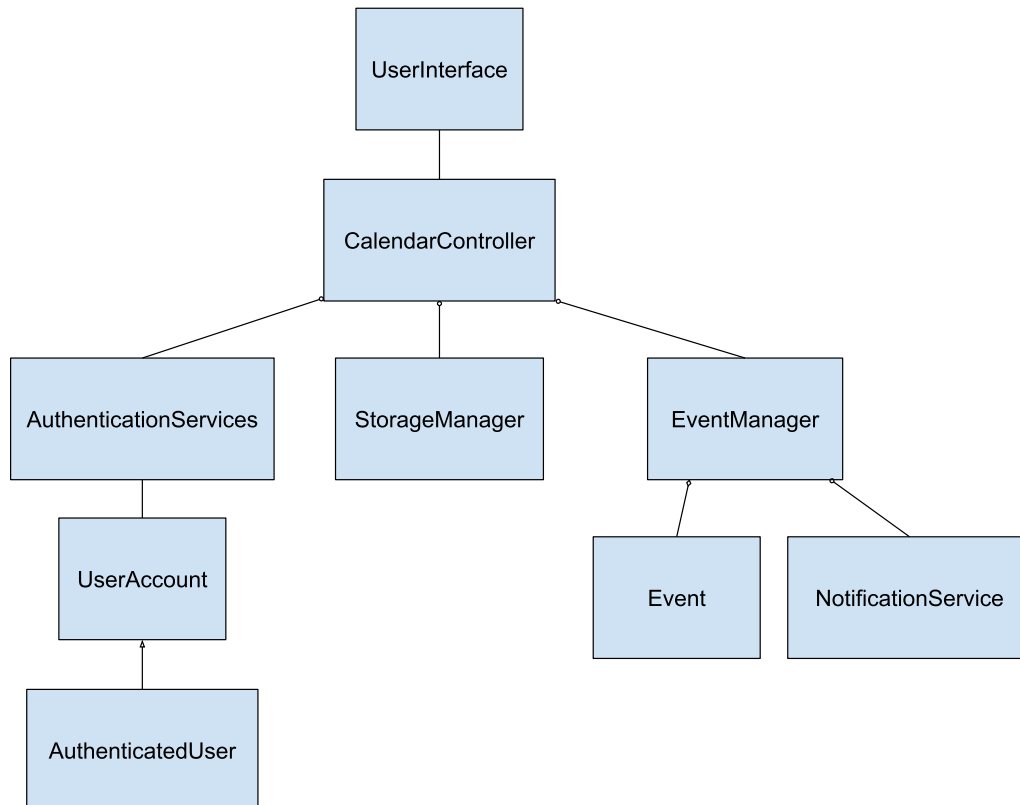 UserInterface
CalendarController
AuthenticationServices
StorageManager
EventManager
UserAccount
Event
NotificationService
AuthenticatedUser